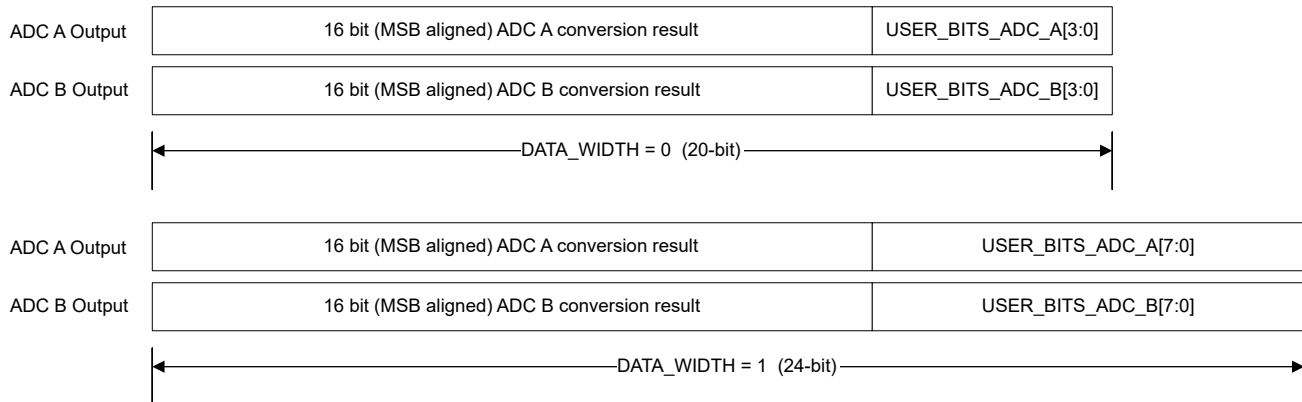 ADC A Output 16 bit (MSB aligned) ADC A conversion result USER_BITS_ADC_A[3:0]
ADC B Output 16 bit (MSB aligned) ADC B conversion result USER_BITS_ADC_B[3:0]
DATA_WIDTH = 0 (20-bit)
ADC A Output 16 bit (MSB aligned) ADC A conversion result USER_BITS_ADC_A[7:0]
ADC B Output 16 bit (MSB aligned) ADC B conversion result USER_BITS_ADC_B[7:0]
DATA_WIDTH = 1 (24-bit)